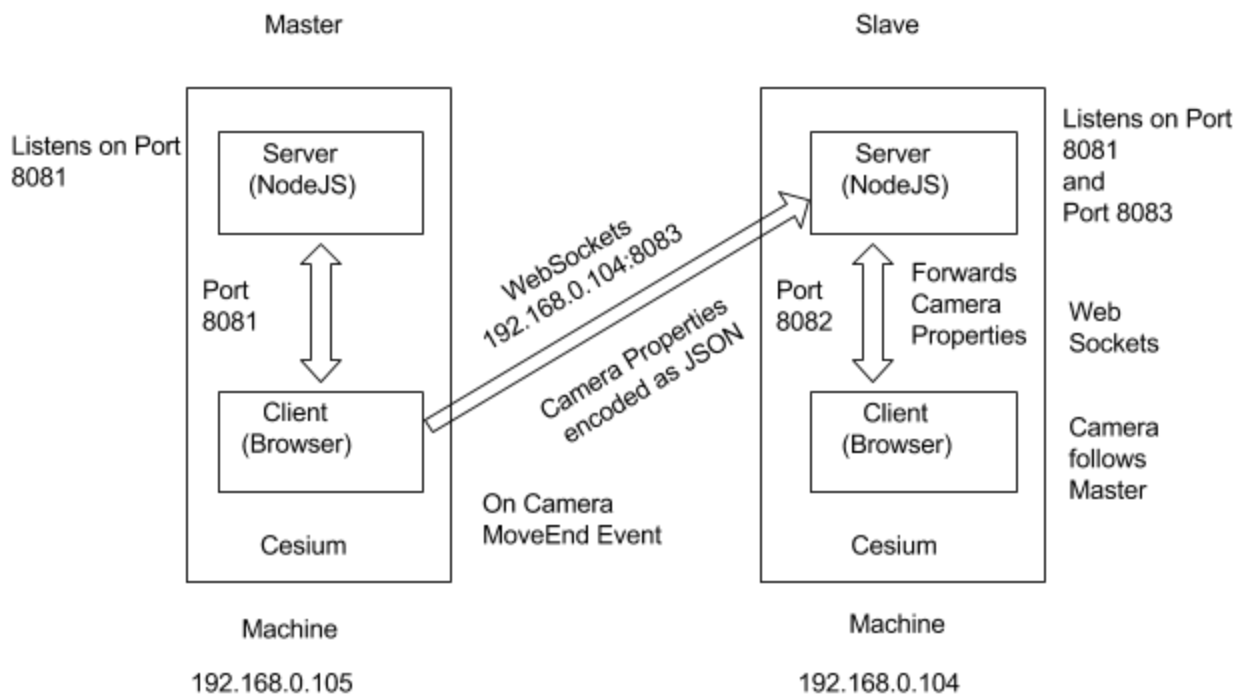 Master
Slave
Listens on Port
8081
Server
(NodeJS)
Port
8081
Client
(Browser)
Cesium
Machine
192.168.0.105
WebSockets
192.168.0.104:8083
Camera Properties
encoded as JSON
On Camera
MoveEnd Event
Server
(NodeJS)
Listens on Port
8081
and
Port 8083
Port
8082
Forwards
Camera
Properties
Web
Sockets
Client
(Browser)
Camera
follows
Master
Cesium
Machine
192.168.0.104